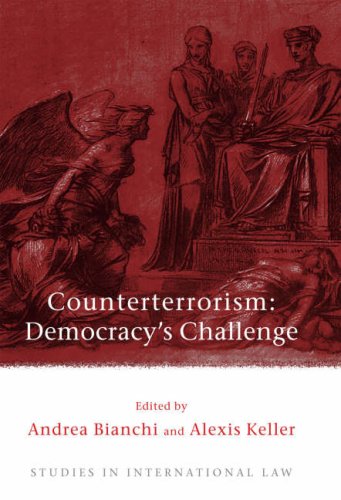 Counterterrorism:
Democracy's Challenge
Edited by
Andrea Bianchi and Alexis Keller
STUDIES IN INTERNATIONAL LAW